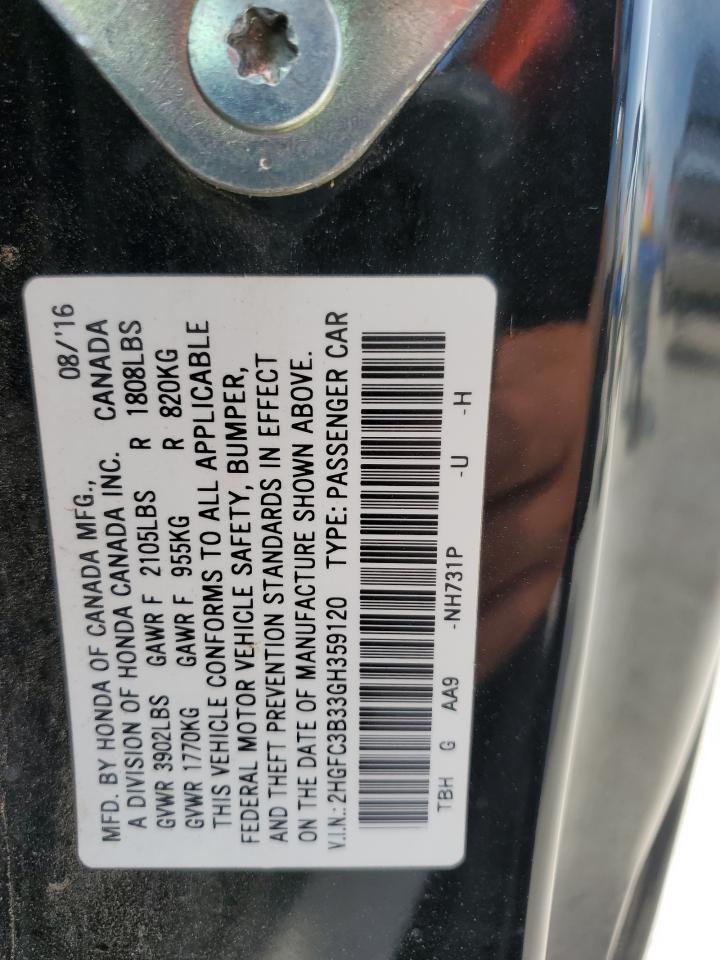 MFD. BY HONDA OF CANADA MFG., 08/'16
A DIVISION OF HONDA CANADA INC. CANADA
GVWR 3902LBS GAWR F 2105LBS R 1808LBS
GVWR 1770KG GAWR F 955KG R 820KG
THIS VEHICLE CONFORMS TO ALL APPLICABLE
FEDERAL MOTOR VEHICLE SAFETY, BUMPER,
AND THEFT PREVENTION STANDARDS IN EFFECT
ON THE DATE OF MANUFACTURE SHOWN ABOVE.
V.I.N.: 2HGFC3B33GH359120 TYPE: PASSENGER CAR
TBH G AA9 -NH731P -U -H